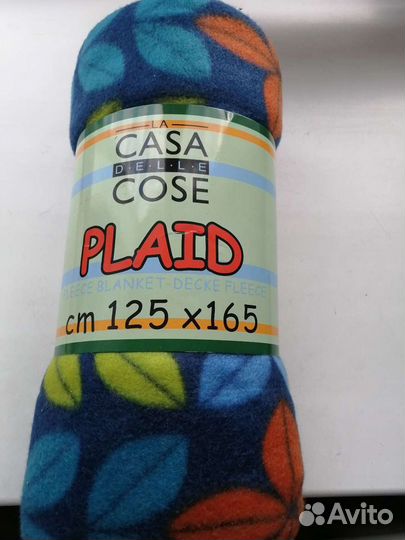 LA
CASA
DELLE
COSE
PLAID
FLEECE BLANKET-DECKE FLEECE
cm 125 x165
Avito